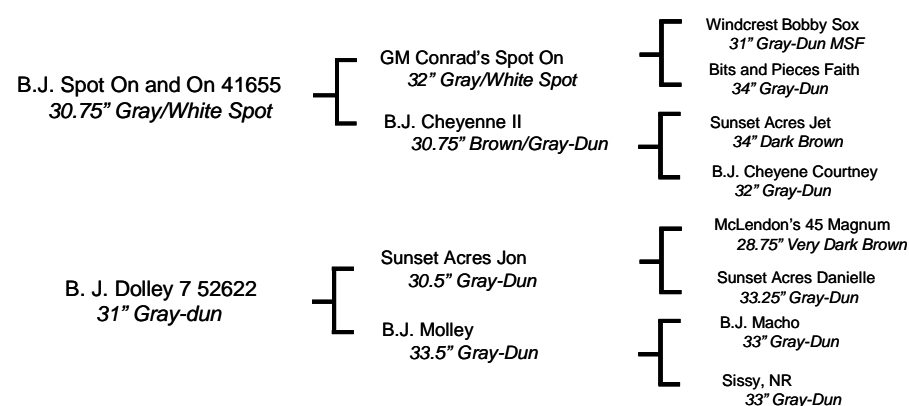 B.J. Spot On and On 41655
30.75” Gray/White Spot
GM Conrad’s Spot On
32” Gray/White Spot
B.J. Cheyenne II
30.75” Brown/Gray-Dun
Windcrest Bobby Sox
31” Gray-Dun MSF
Bits and Pieces Faith
34” Gray-Dun
Sunset Acres Jet
34” Dark Brown
B.J. Cheyene Courtney
32” Gray-Dun
B. J. Dolley 7 52622
31” Gray-dun
Sunset Acres Jon
30.5” Gray-Dun
B.J. Molley
33.5” Gray-Dun
McLendon’s 45 Magnum
28.75” Very Dark Brown
Sunset Acres Danielle
33.25” Gray-Dun
B.J. Macho
33” Gray-Dun
Sissy, NR
33” Gray-Dun